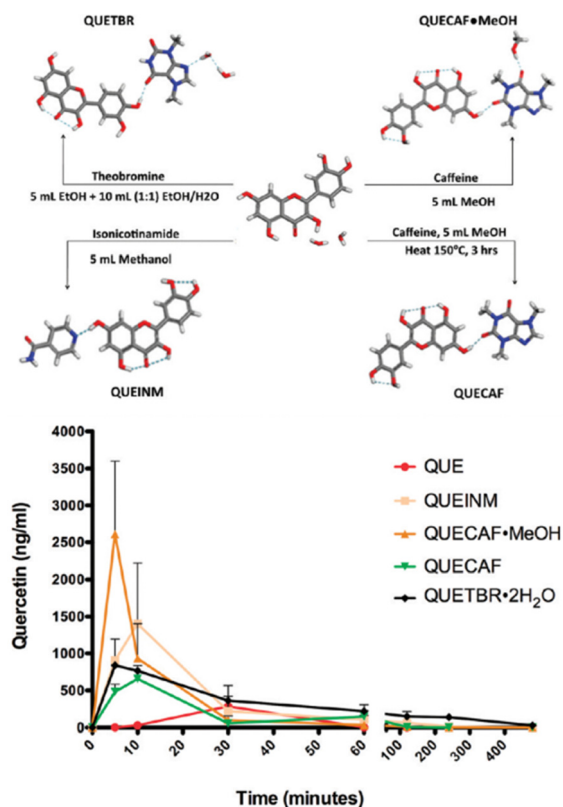 QUETBR
QUECAF•MeOH
Theobromine
5 mL EtOH + 10 mL (1:1) EtOH/H2O
Caffeine
5 mL MeOH
Isonicotinamide
5 mL Methanol
Caffeine, 5 mL MeOH
Heat 150°C, 3 hrs
QUEINM
QUECAF
4000
3500
3000
2500
2000
1500
1000
500
0
Quercetin (ng/ml)
QUE
QUEINM
QUECAF•MeOH
QUECAF
QUETBR•2H₂O
0 10 20 30 40 50 60 100 200 300 400
Time (minutes)